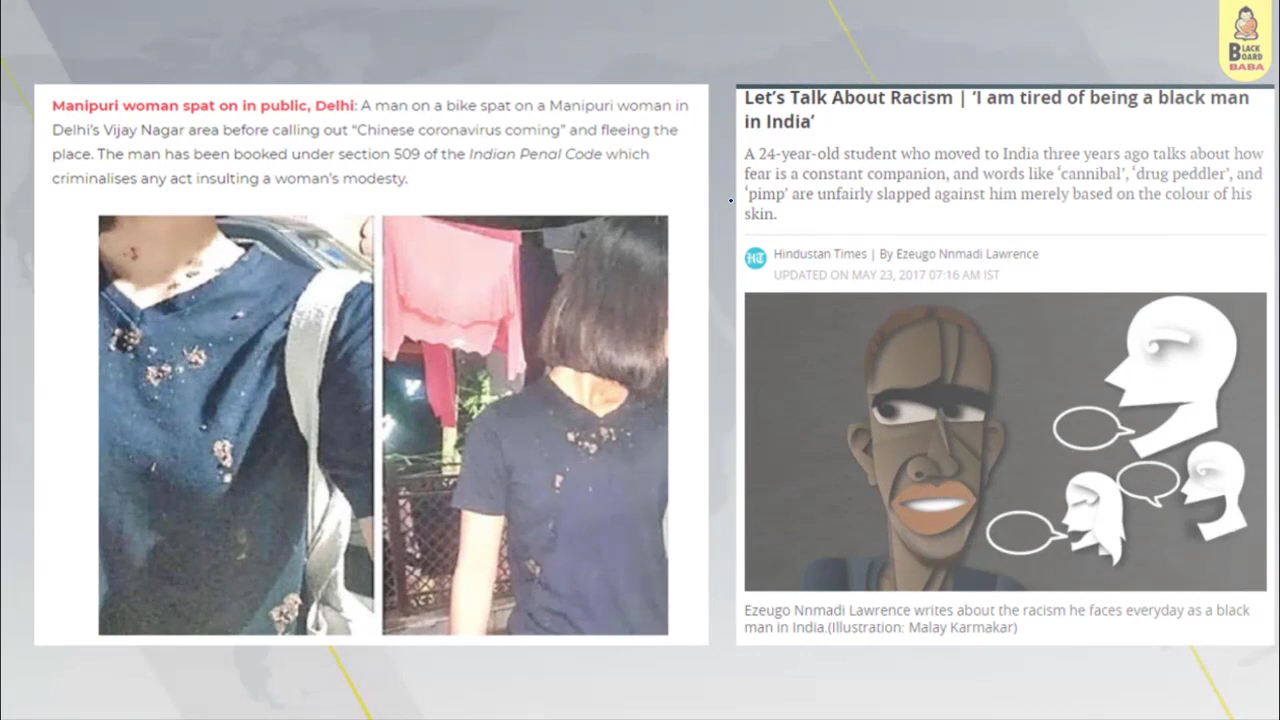 BLACK
BOARD
BABA
Manipuri woman spat on in public, Delhi: A man on a bike spat on a Manipuri woman in
Delhi's Vijay Nagar area before calling out “Chinese coronavirus coming” and fleeing the
place. The man has been booked under section 509 of the Indian Penal Code which
criminalises any act insulting a woman's modesty.
Let’s Talk About Racism | ‘I am tired of being a black man
in India’
A 24-year-old student who moved to India three years ago talks about how
fear is a constant companion, and words like ‘cannibal’, ‘drug peddler’, and
‘pimp’ are unfairly slapped against him merely based on the colour of his
skin.
HT
Hindustan Times | By Ezeugo Nnmadi Lawrence
UPDATED ON MAY 23, 2017 07:16 AM IST
Ezeugo Nnmadi Lawrence writes about the racism he faces everyday as a black
man in India.(Illustration: Malay Karmakar)